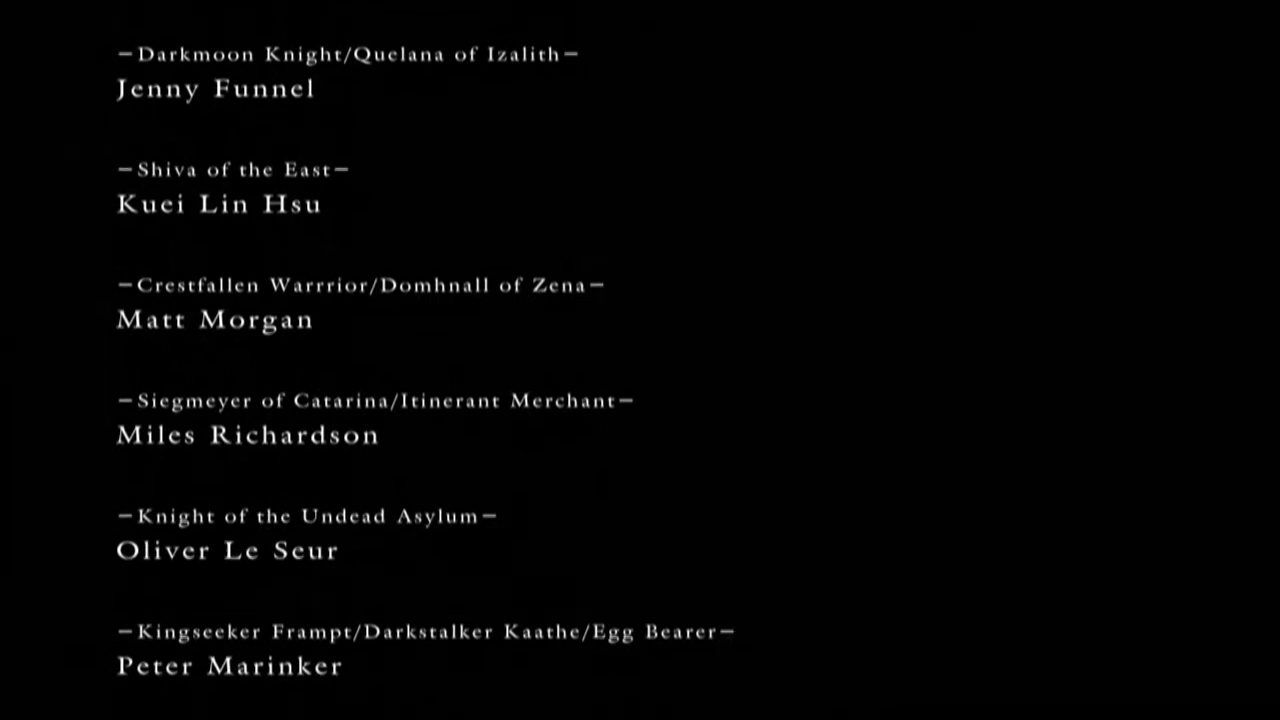 —Darkmoon Knight/Quelana of Izalith—
Jenny Funnel
—Shiva of the East—
Kuei Lin Hsu
—Crestfallen Warrrior/Domhnall of Zena—
Matt Morgan
—Siegmeyer of Catarina/Itinerant Merchant—
Miles Richardson
—Knight of the Undead Asylum—
Oliver Le Seur
—Kingseeker Frampt/Darkstalker Kaathe/Egg Bearer—
Peter Marinker